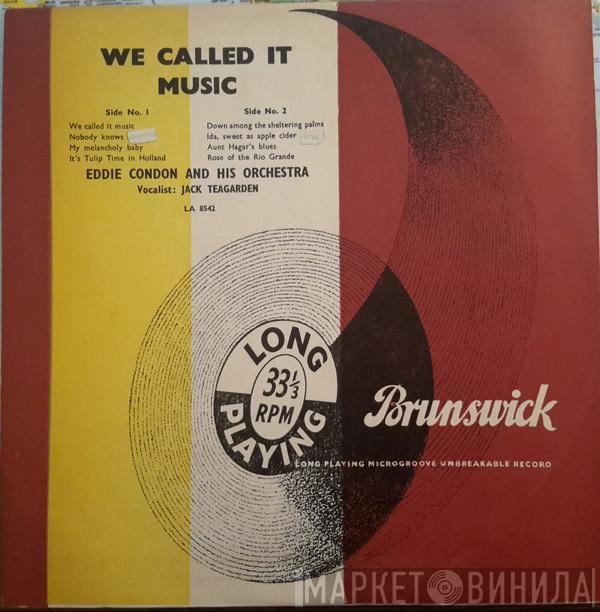 WE CALLED IT
MUSIC
Side No. 1
We called it music
Nobody knows
My melancholy baby
It's Tulip Time in Holland
Side No. 2
Down among the sheltering palms
Ida, sweet as apple cider
Aunt Hagar's blues
Rose of the Rio Grande
EDDIE CONDON AND HIS ORCHESTRA
Vocalist: JACK TEAGARDEN
LA 8542
LONG
33 1/3
RPM
PLAYING
Brunswick
LONG PLAYING MICROGROOVE UNBREAKABLE RECORD
МАРКЕТ ВИНИЛА